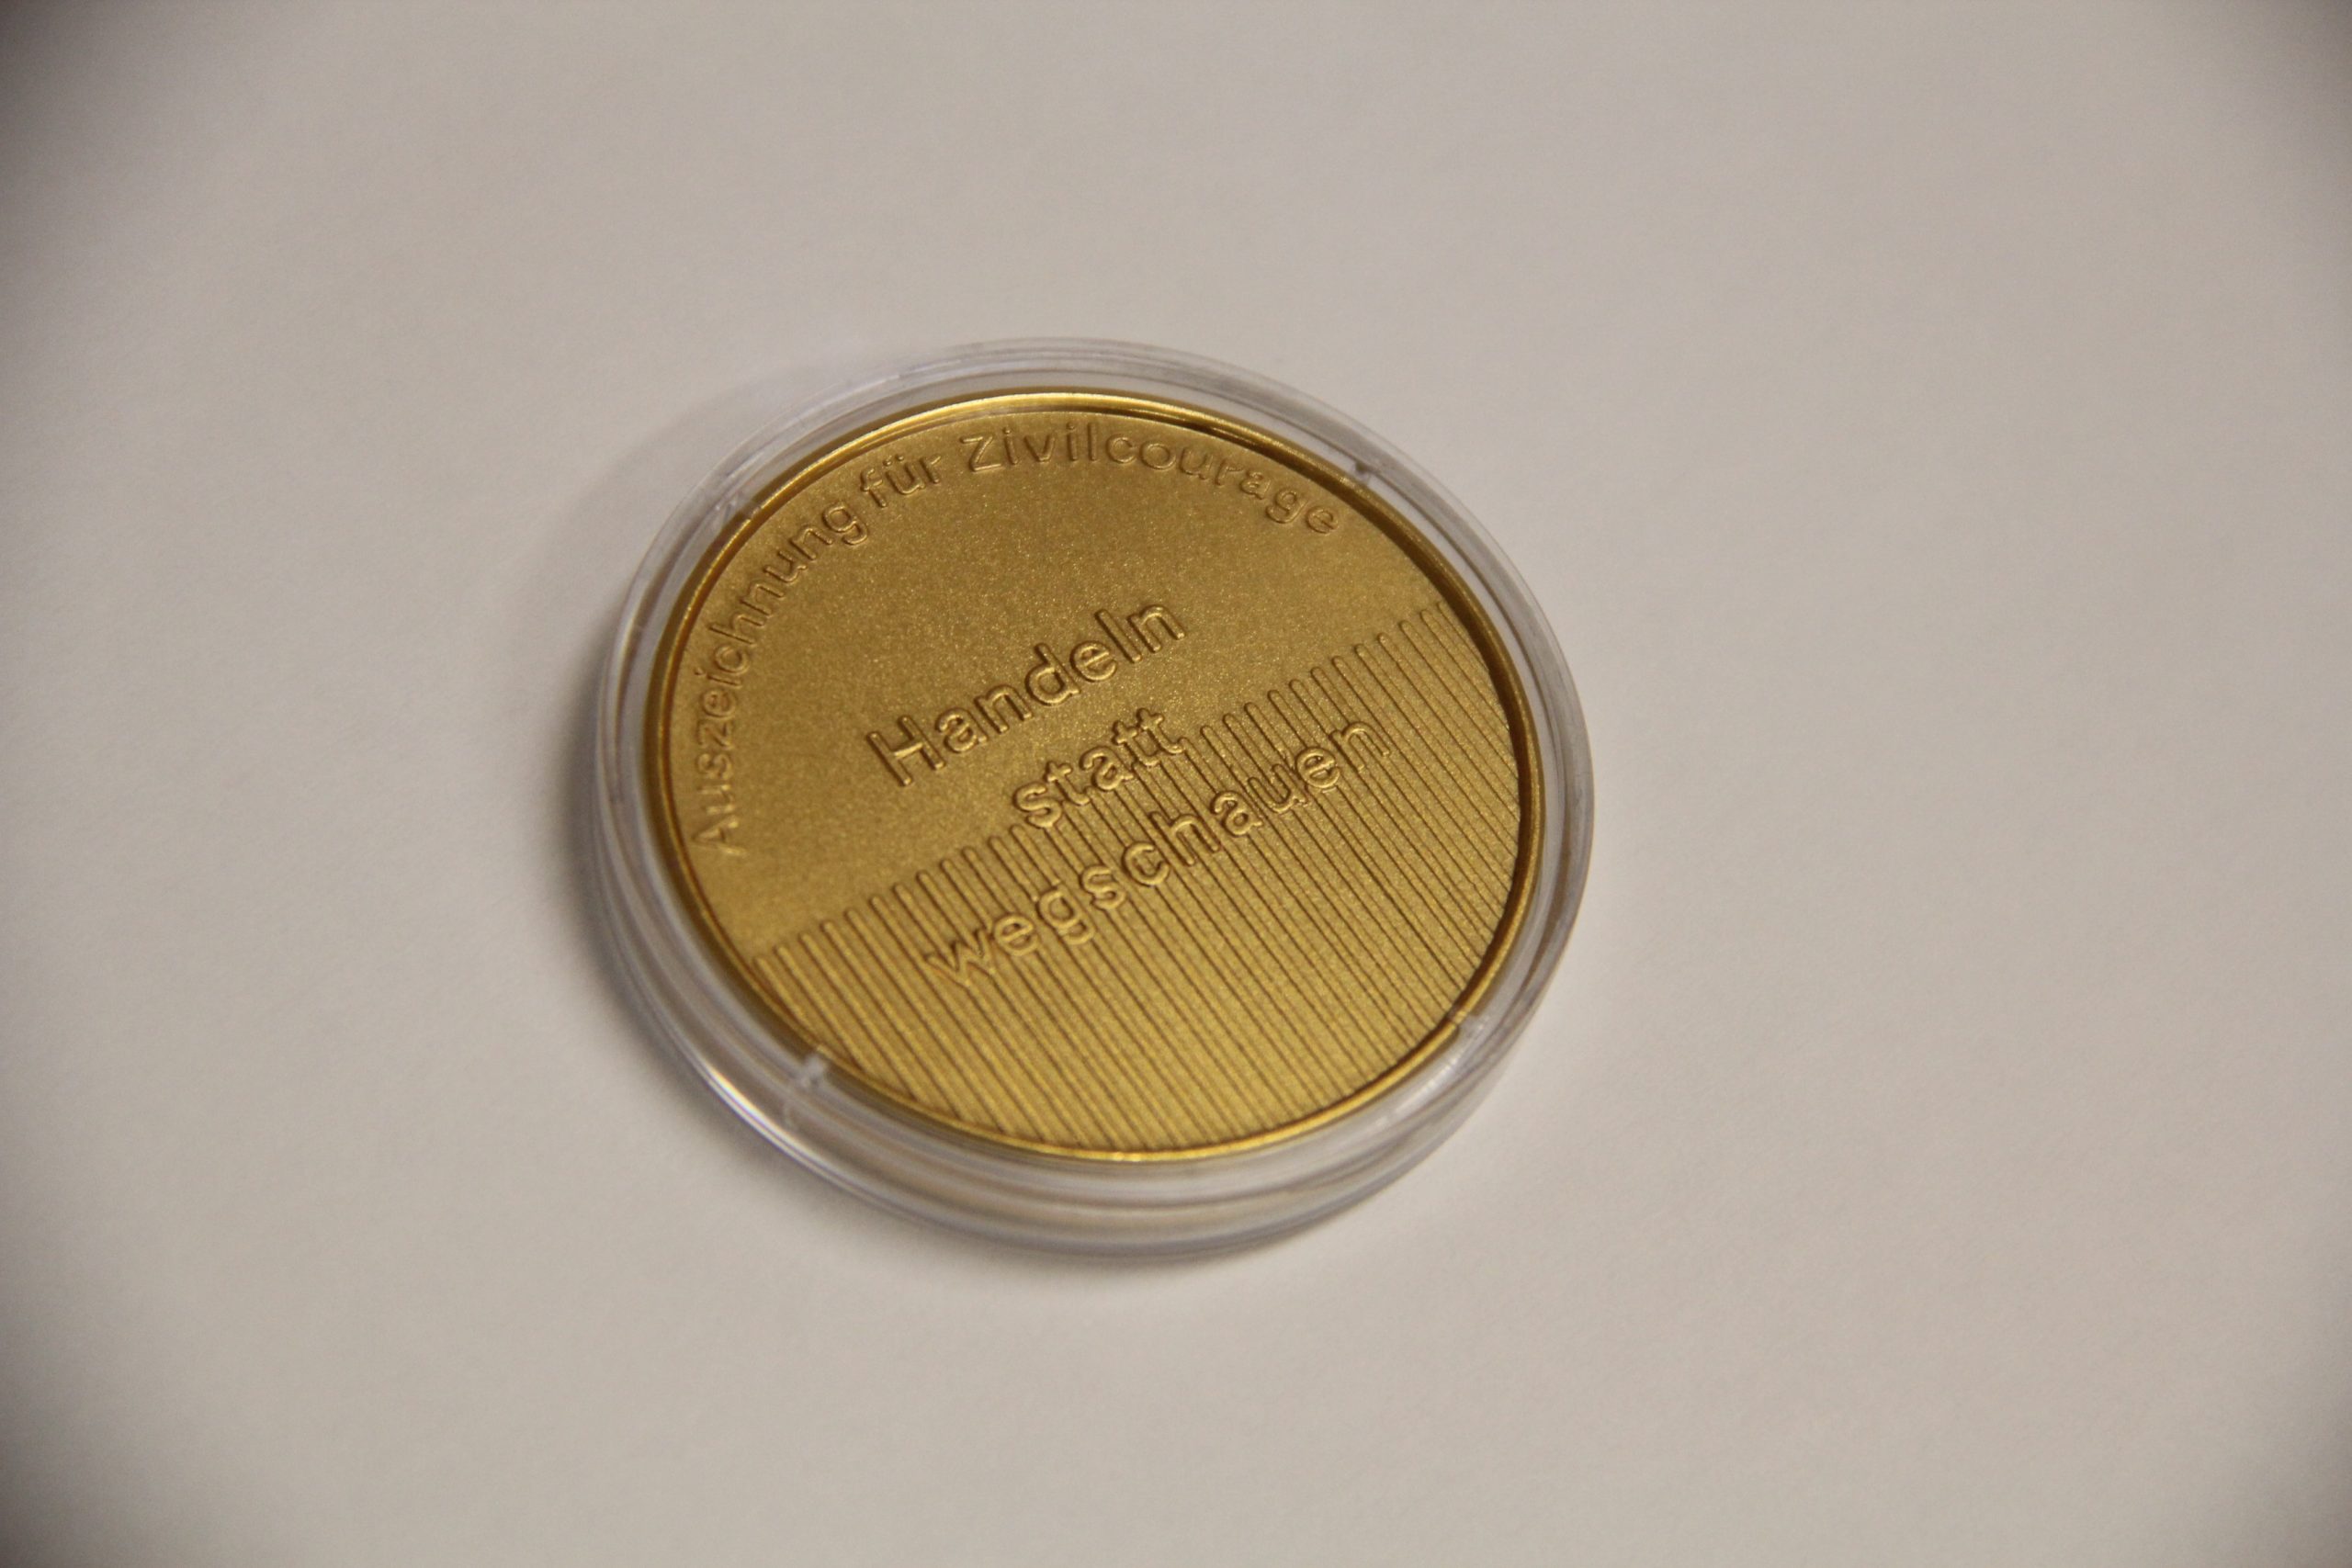 Auszeichnung für Zivilcourage
Handeln
statt
wegschauen